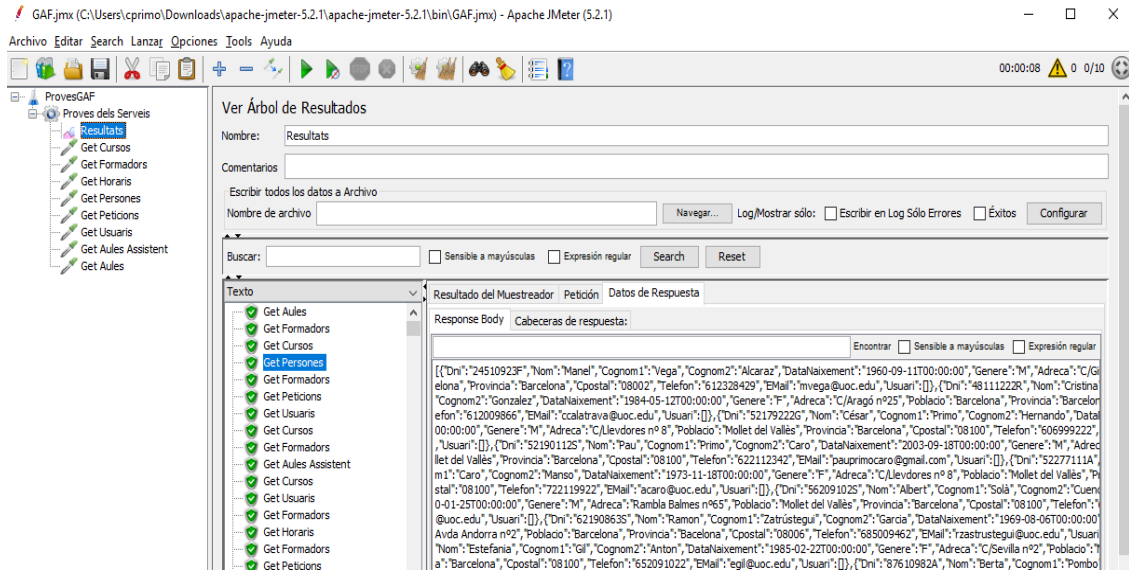 GAF.jmx (C:\Users\cprimo\Downloads\apache-jmeter-5.2.1\apache-jmeter-5.2.1\bin\GAF.jmx) - Apache JMeter (5.2.1)
Archivo Editar Search Lanzar Opciones Tools Ayuda
00:00:08 0 0/10
ProvesGAF
Proves dels Serveis
Resultats
Get Cursos
Get Formadors
Get Horaris
Get Persones
Get Peticions
Get Usuaris
Get Aules Assistent
Get Aules
Ver Árbol de Resultados
Nombre: Resultats
Comentarios
Escribir todos los datos a Archivo
Nombre de archivo Navegar... Log/Mostrar sólo: Escribir en Log Sólo Errores Éxitos Configurar
Buscar: Sensible a mayúsculas Expresión regular Search Reset
Texto
Get Aules
Get Formadors
Get Cursos
Get Persones
Get Formadors
Get Peticions
Get Usuaris
Get Cursos
Get Formadors
Get Aules Assistent
Get Cursos
Get Usuaris
Get Formadors
Get Horaris
Get Formadors
Get Peticions
Resultado del Muestreador Petición Datos de Respuesta
Response Body Cabeceras de respuesta:
Encontrar Sensible a mayúsculas Expresión regular
[{"Dni":"24510923F","Nom":"Manel","Cognom1":"Vega","Cognom2":"Alcaraz","DataNaixement":"1960-09-11T00:00:00","Genere":"M","Adreca":"C/Gi
elona","Provincia":"Barcelona","Cpostal":"08002","Telefon":"612328429","EMail":"mvega@uoc.edu","Usuari":[]},{"Dni":"48111222R","Nom":"Cristina
"Cognom2":"Gonzalez","DataNaixement":"1984-05-12T00:00:00","Genere":"F","Adreca":"C/Aragó nº25","Poblacio":"Barcelona","Provincia":"Barcelon
efon":"612009866","EMail":"ccalatrava@uoc.edu","Usuari":[]},{"Dni":"52179222G","Nom":"César","Cognom1":"Primo","Cognom2":"Hernando","Data
00:00:00","Genere":"M","Adreca":"C/Llevdores nº 8","Poblacio":"Mollet del Vallès","Provincia":"Barcelona","Cpostal":"08100","Telefon":"606999222",
,"Usuari":[]},{"Dni":"52190112S","Nom":"Pau","Cognom1":"Primo","Cognom2":"Caro","DataNaixement":"2003-09-18T00:00:00","Genere":"M","Adrec
llet del Vallès","Provincia":"Barcelona","Cpostal":"08100","Telefon":"622112342","EMail":"pauprimocaro@gmail.com","Usuari":[]},{"Dni":"52277111A",
m1":"Caro","Cognom2":"Manso","DataNaixement":"1973-11-18T00:00:00","Genere":"F","Adreca":"C/Llevdores nº 8","Poblacio":"Mollet del Vallès","Pr
stal":"08100","Telefon":"722119922","EMail":"acaro@uoc.edu","Usuari":[]},{"Dni":"56209102S","Nom":"Albert","Cognom1":"Solà","Cognom2":"Cuend
0-01-25T00:00:00","Genere":"M","Adreca":"Rambla Balmes nº65","Poblacio":"Mollet del Vallès","Provincia":"Barcelona","Cpostal":"08100","Telefon":"
@uoc.edu","Usuari":[]},{"Dni":"62190863S","Nom":"Ramon","Cognom1":"Zatrústegui","Cognom2":"Garcia","DataNaixement":"1969-08-06T00:00:00"
Avda Andorra nº2","Poblacio":"Barcelona","Provincia":"Bacelona","Cpostal":"08006","Telefon":"685009462","EMail":"rzastrustegui@uoc.edu","Usuari
"Nom":"Estefania","Cognom1":"Gil","Cognom2":"Anton","DataNaixement":"1985-02-22T00:00:00","Genere":"F","Adreca":"C/Sevilla nº2","Poblacio":"
a":"Barcelona","Cpostal":"08100","Telefon":"652091022","EMail":"egil@uoc.edu","Usuari":[]},{"Dni":"87610982A","Nom":"Berta","Cognom1":"Pombo